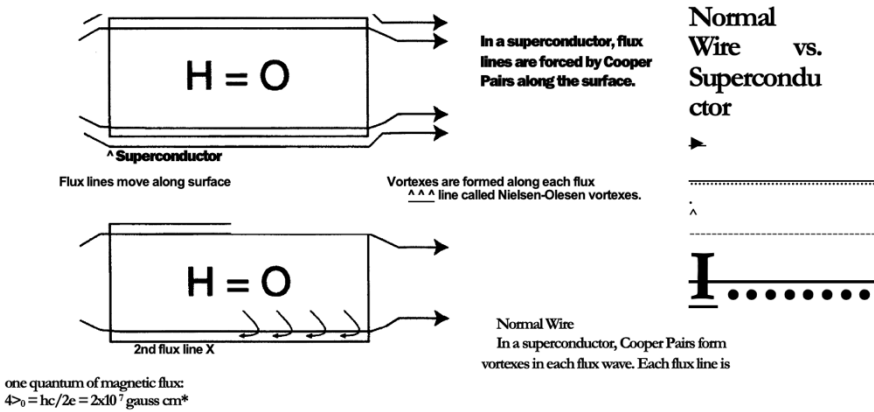 H = O
In a superconductor, flux
lines are forced by Cooper
Pairs along the surface.
Normal
Wire vs.
Supercondu
ctor
^ Superconductor
Flux lines move along surface
Vortexes are formed along each flux
^ ^ ^ line called Nielsen-Olesen vortexes.
^
H = O
I
2nd flux line X
Normal Wire
In a superconductor, Cooper Pairs form
vortexes in each flux wave. Each flux line is
one quantum of magnetic flux:
4>₀ = hc/2e = 2x10 ⁷ gauss cm*